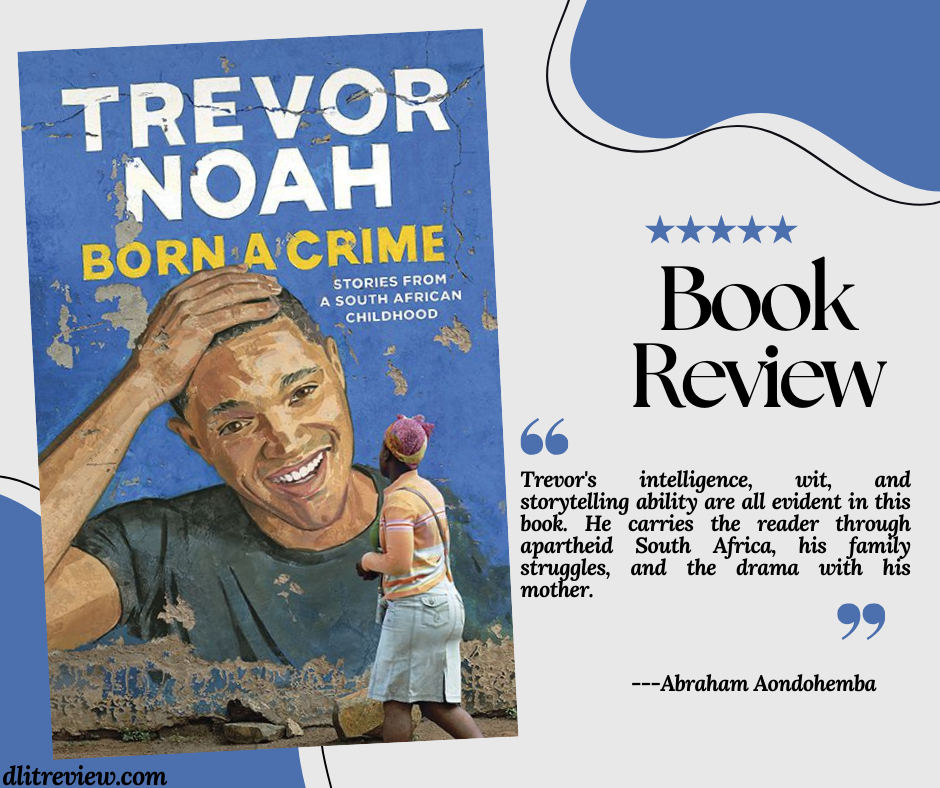 TREVOR
NOAH
BORN A CRIME
STORIES FROM
A SOUTH AFRICAN
CHILDHOOD
Book
Review
“
Trevor's intelligence, wit, and
storytelling ability are all evident in this
book. He carries the reader through
apartheid South Africa, his family
struggles, and the drama with his
mother.
”
---Abraham Aondohemba
dlitreview.com